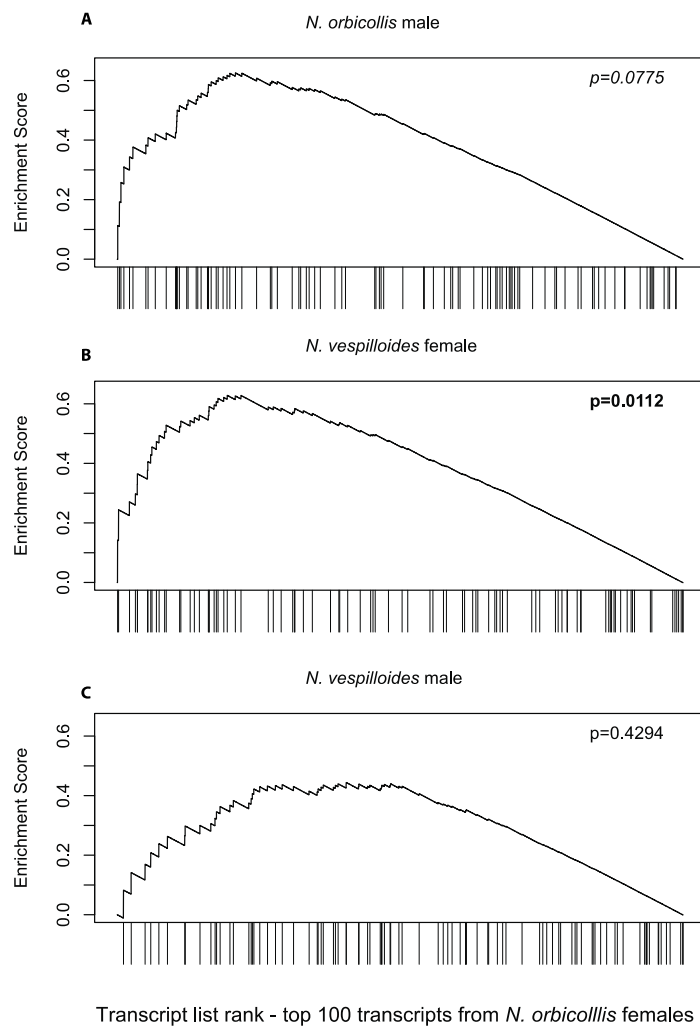 A
N. orbicollis male
p=0.0775
Enrichment Score
0.6
0.4
0.2
0.0
B
N. vespilloides female
p=0.0112
Enrichment Score
0.6
0.4
0.2
0.0
C
N. vespilloides male
p=0.4294
Enrichment Score
0.6
0.4
0.2
0.0
Transcript list rank - top 100 transcripts from N. orbicolllis females